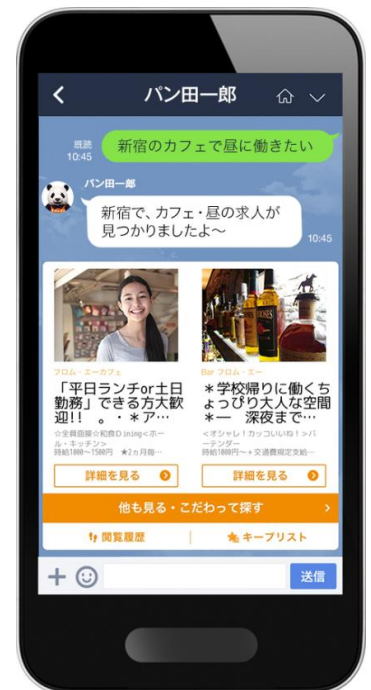 パン田一郎
既読
10:45
新宿のカフェで昼に働きたい
パン田一郎
新宿で、カフェ・昼の求人が
見つかりましたよ～
10:45
フロム・エーカフェ
「平日ランチor土日
勤務」できる方大歓
迎!! 。・＊ア…
☆全員面接☆和食Dining<ホー
ル・キッチン>
時給1000～1500円 ★2ヵ月毎…
詳細を見る
Bar フロム・エー
＊学校帰りに働くち
ょっぴり大人な空間
＊― 深夜まで…
<オシャレ！カッコいいね！>バ
ーテンダー
時給1000円～＋交通費規定支給…
詳細を見る
他も見る・こだわって探す
閲覧履歴
キープリスト
送信